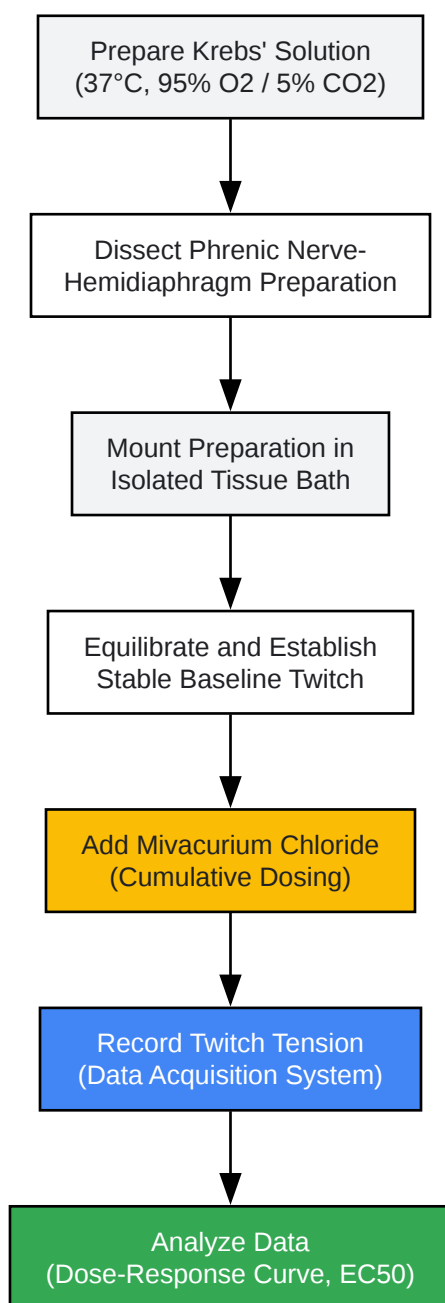 Prepare Krebs' Solution
(37°C, 95% O2 / 5% CO2)
Dissect Phrenic Nerve-
Hemidiaphragm Preparation
Mount Preparation in
Isolated Tissue Bath
Equilibrate and Establish
Stable Baseline Twitch
Add Mivacurium Chloride
(Cumulative Dosing)
Record Twitch Tension
(Data Acquisition System)
Analyze Data
(Dose-Response Curve, EC50)